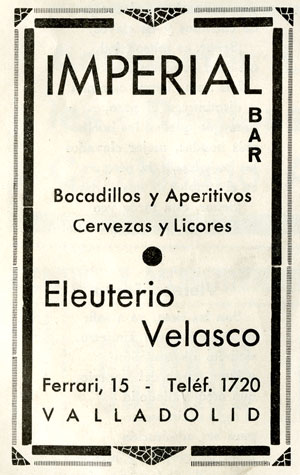 IMPERIAL
BAR
Bocadillos y Aperitivos
Cervezas y Licores
Eleuterio
Velasco
Ferrari, 15 - Teléf. 1720
VALLADOLID